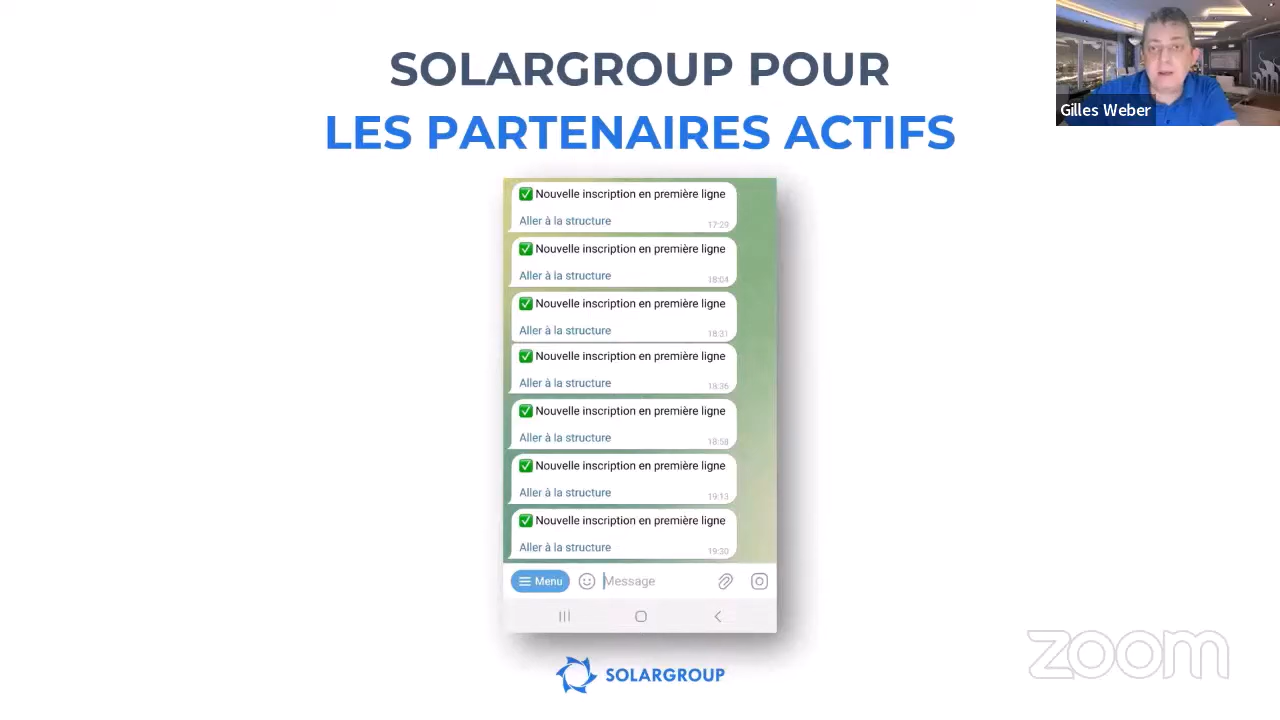 SOLARGROUP POUR
LES PARTENAIRES ACTIFS
Gilles Weber
✅ Nouvelle inscription en première ligne
Aller à la structure
17:29
✅ Nouvelle inscription en première ligne
Aller à la structure
18:04
✅ Nouvelle inscription en première ligne
Aller à la structure
18:31
✅ Nouvelle inscription en première ligne
Aller à la structure
18:36
✅ Nouvelle inscription en première ligne
Aller à la structure
18:58
✅ Nouvelle inscription en première ligne
Aller à la structure
19:13
✅ Nouvelle inscription en première ligne
Aller à la structure
19:30
Menu
Message
SOLARGROUP
zoom